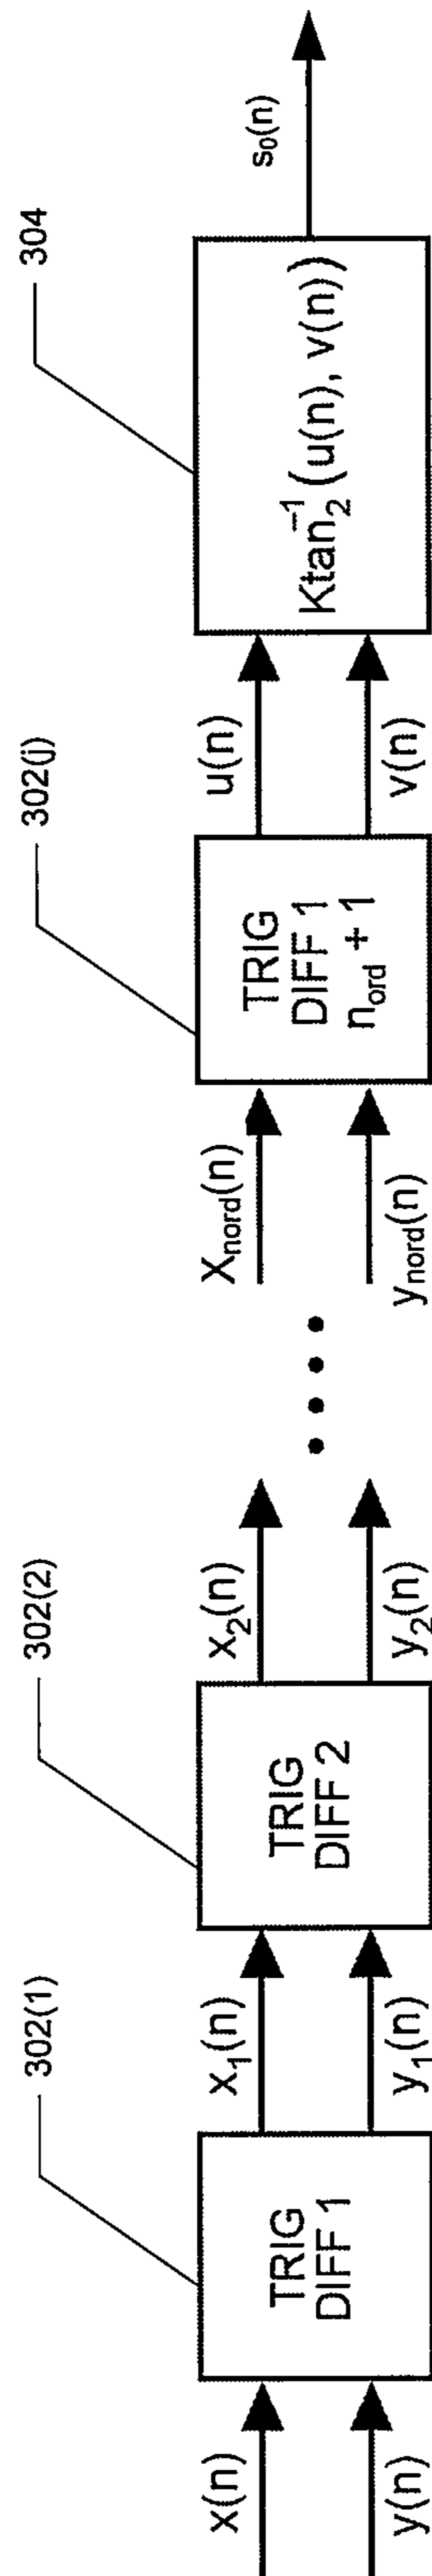 302(1)
302(2)
302(j)
304
x(n)
y(n)
TRIG
DIFF 1
x₁(n)
y₁(n)
TRIG
DIFF 2
x₂(n)
y₂(n)
• • • •
Xnord(n)
ynord(n)
TRIG
DIFF 1
nord + 1
u(n)
v(n)
Ktan₂⁻¹(u(n), v(n))
s₀(n)